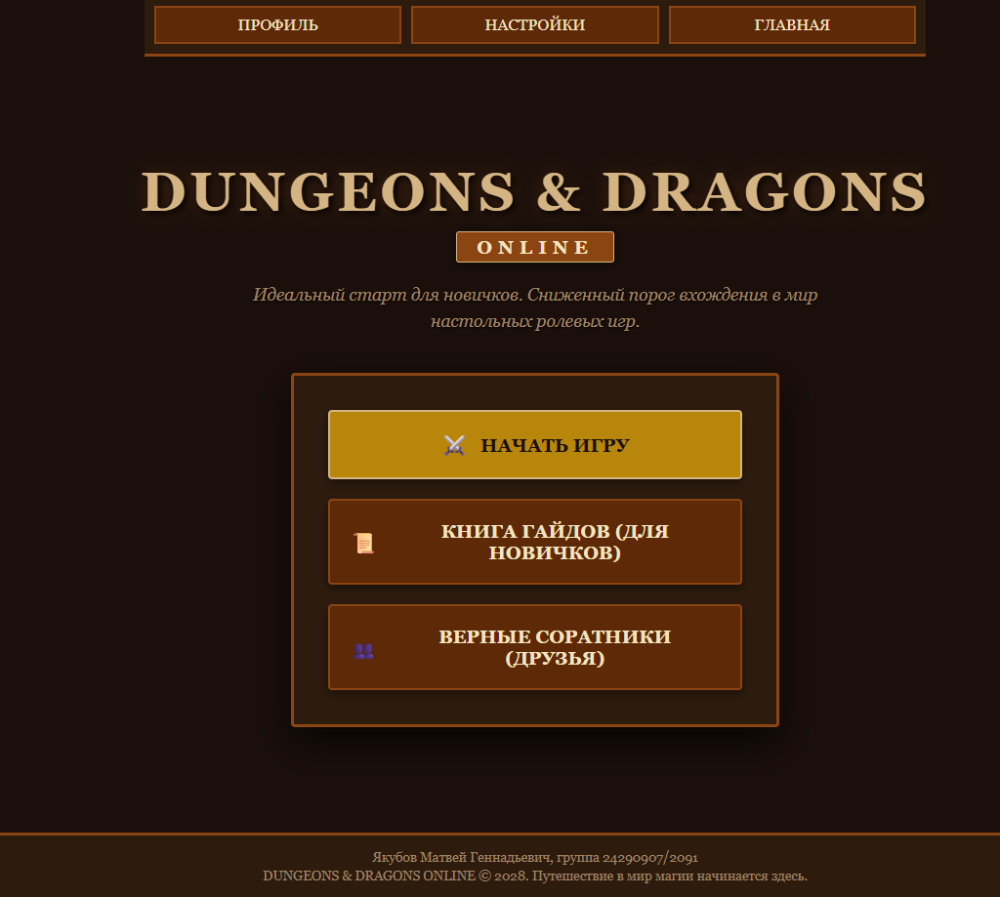 ПРОФИЛЬ
НАСТРОЙКИ
ГЛАВНАЯ
DUNGEONS & DRAGONS
ONLINE
Идеальный старт для новичков. Сниженный порог вхождения в мир
настольных ролевых игр.
НАЧАТЬ ИГРУ
КНИГА ГАЙДОВ (ДЛЯ
НОВИЧКОВ)
ВЕРНЫЕ СОРАТНИКИ
(ДРУЗЬЯ)
Якубов Матвей Геннадьевич, группа 24290907/2091
DUNGEONS & DRAGONS ONLINE © 2028. Путешествие в мир магии начинается здесь.